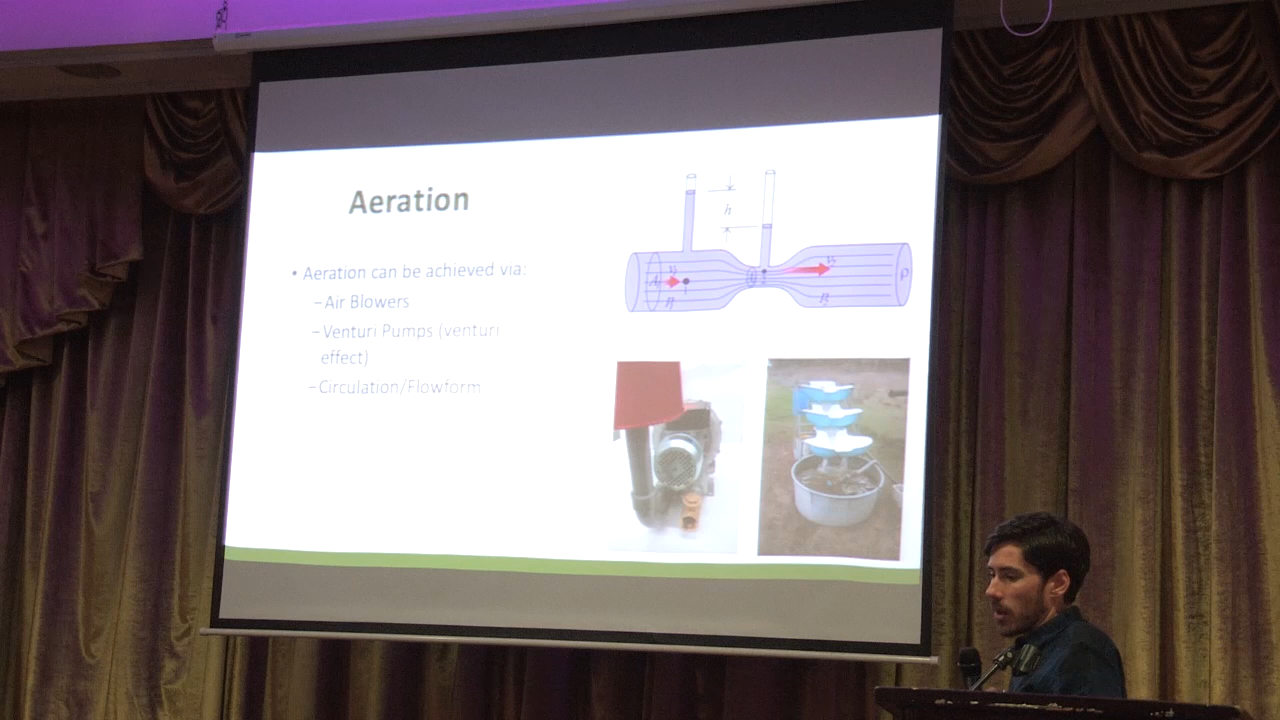 Aeration
• Aeration can be achieved via:
– Air Blowers
– Venturi Pumps (venturi
effect)
– Circulation/Flowform
h